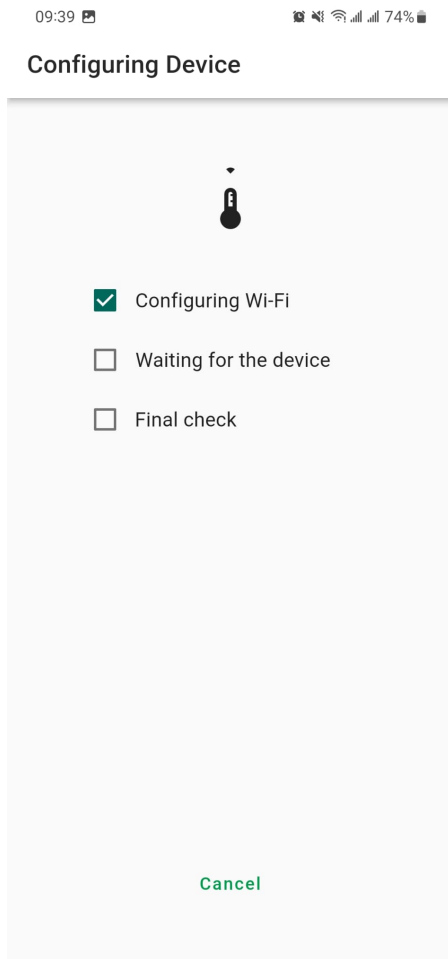 09:39
74%
Configuring Device
Configuring Wi-Fi
Waiting for the device
Final check
Cancel